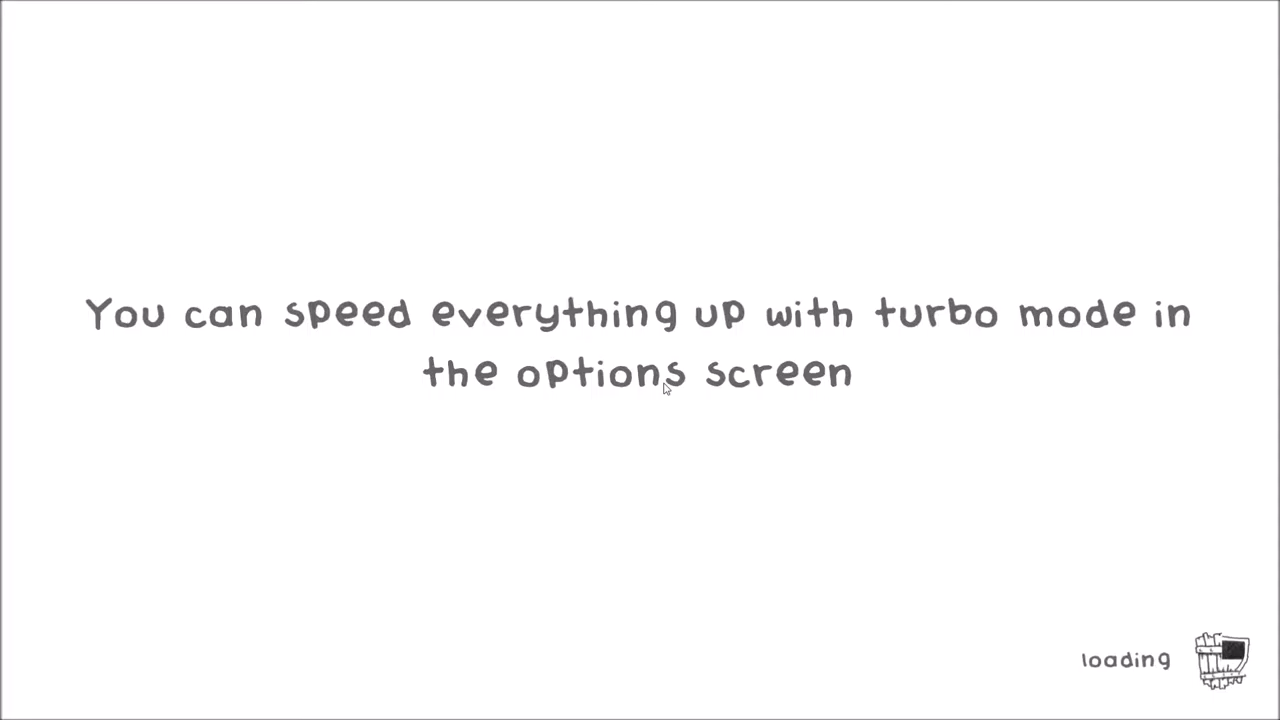 You can speed everything up with turbo mode in
the options screen
loading